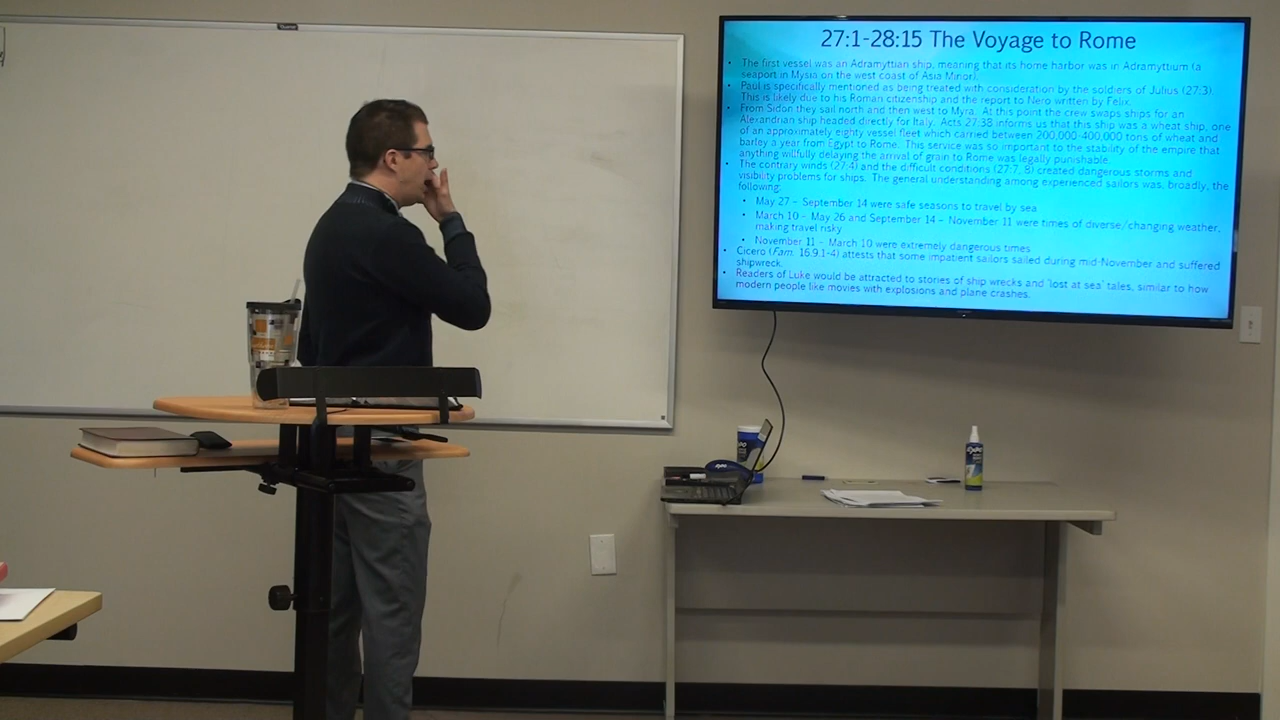 27:1-28:15 The Voyage to Rome
• The first vessel was an Adramyttian ship, meaning that its home harbor was in Adramyttium (a
seaport in Mysia on the west coast of Asia Minor).
• Paul is specifically mentioned as being treated with consideration by the soldiers of Julius (27:3).
This is likely due to his Roman citizenship and the report to Nero written by Felix.
• From Sidon they sail north and then west to Myra. At this point the crew swaps ships for an
Alexandrian ship headed directly for Italy. Acts 27:38 informs us that this ship was a wheat ship, one
of an approximately eighty vessel fleet which carried between 200,000-400,000 tons of wheat and
barley a year from Egypt to Rome. This service was so important to the stability of the empire that
anything willfully delaying the arrival of grain to Rome was legally punishable.
• The contrary winds (27:4) and the difficult conditions (27:7, 8) created dangerous storms and
visibility problems for ships. The general understanding among experienced sailors was, broadly, the
following:
• May 27 – September 14 were safe seasons to travel by sea
• March 10 – May 26 and September 14 – November 11 were times of diverse/changing weather,
making travel risky
• November 11 – March 10 were extremely dangerous times
• Cicero (Fam. 16.9.1-4) attests that some impatient sailors sailed during mid-November and suffered
shipwreck.
• Readers of Luke would be attracted to stories of ship wrecks and 'lost at sea' tales, similar to how
modern people like movies with explosions and plane crashes.